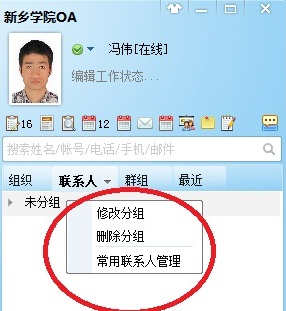 新乡学院OA
冯伟[在线]
编辑工作状态...
16 12
搜索姓名/帐号/电话/手机/邮件
组织 联系人 群组 最近
未分组
修改分组
删除分组
常用联系人管理